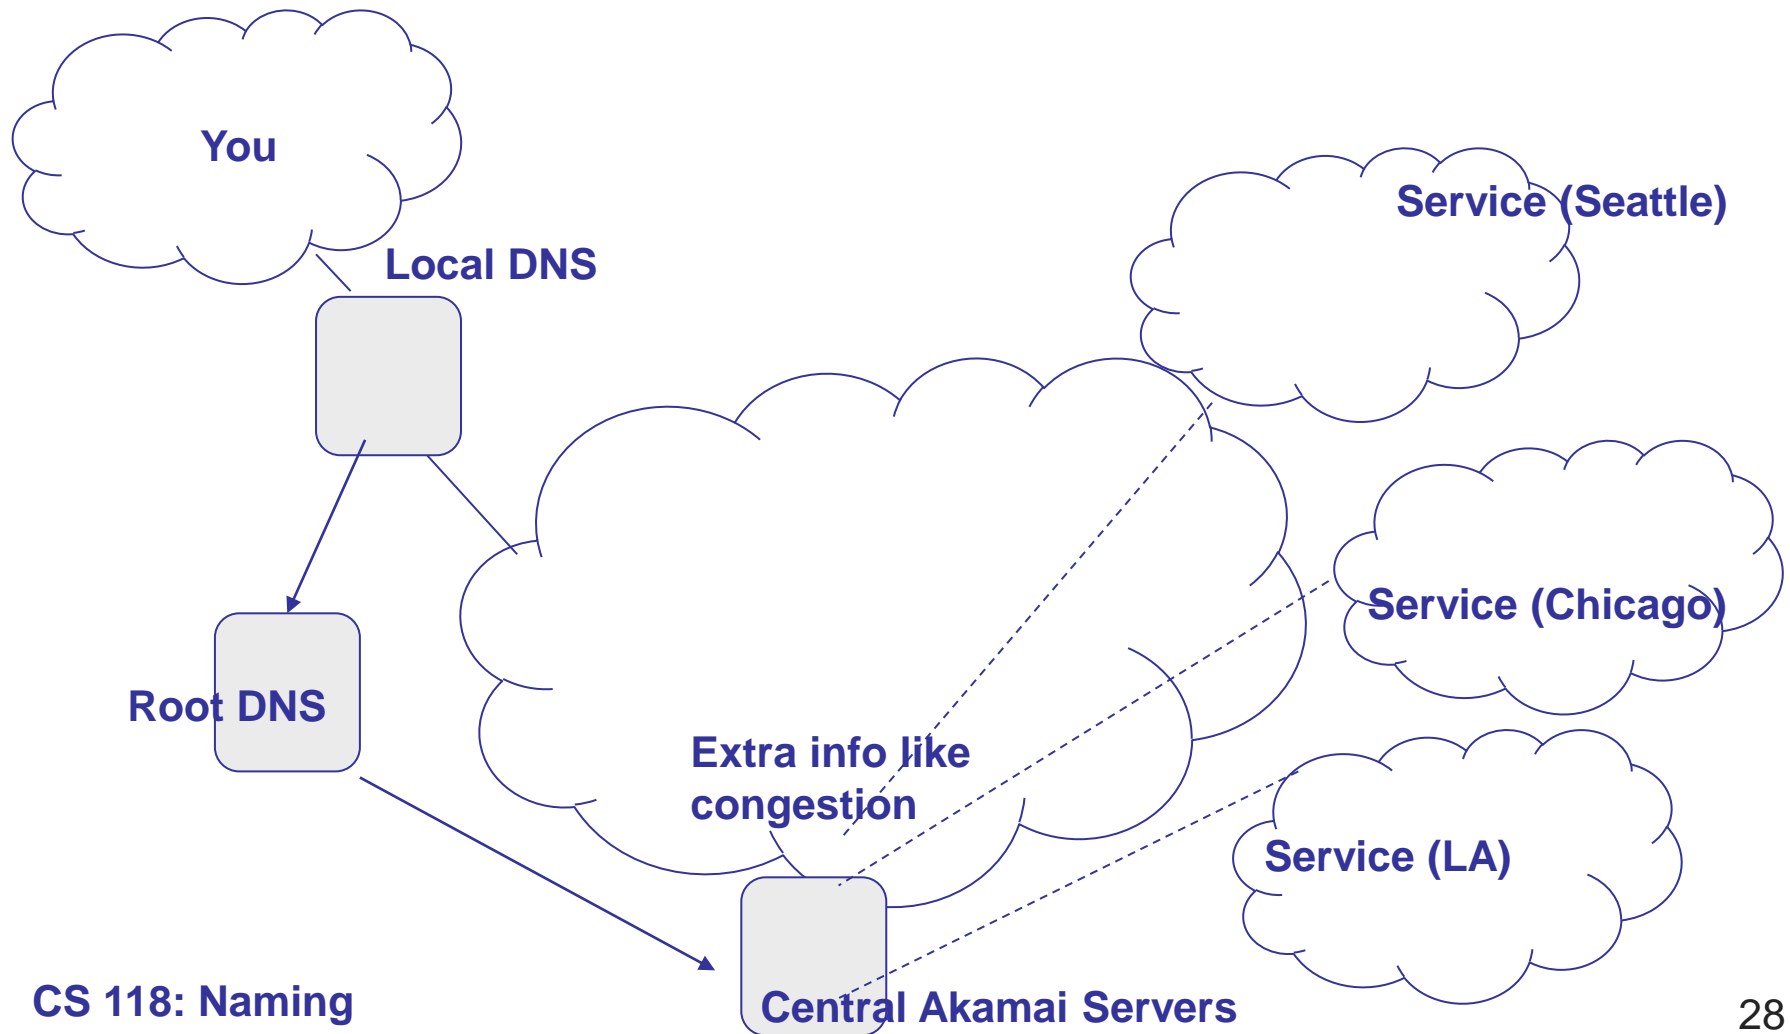 You
Service (Seattle)
Local DNS
Service (Chicago)
Root DNS
Extra info like
congestion
Service (LA)
CS 118: Naming
Central Akamai Servers
28